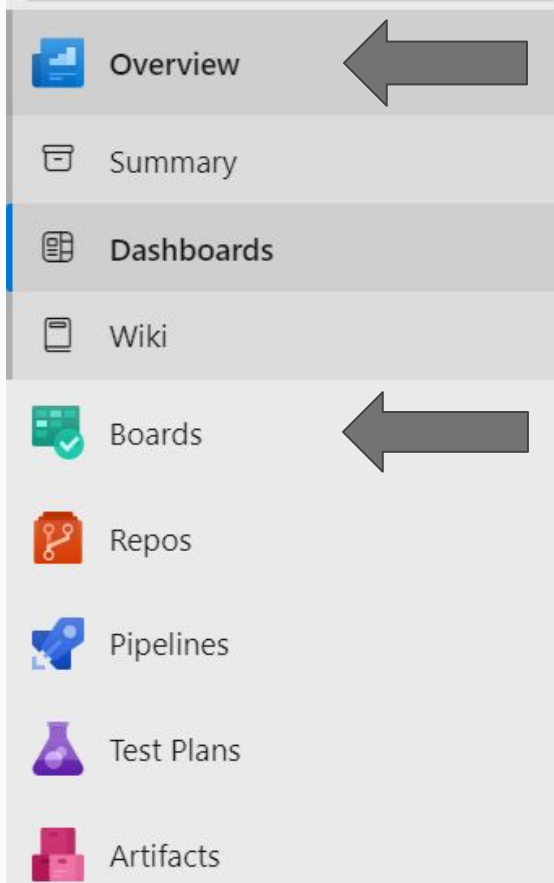 Overview
Summary
Dashboards
Wiki
Boards
Repos
Pipelines
Test Plans
Artifacts